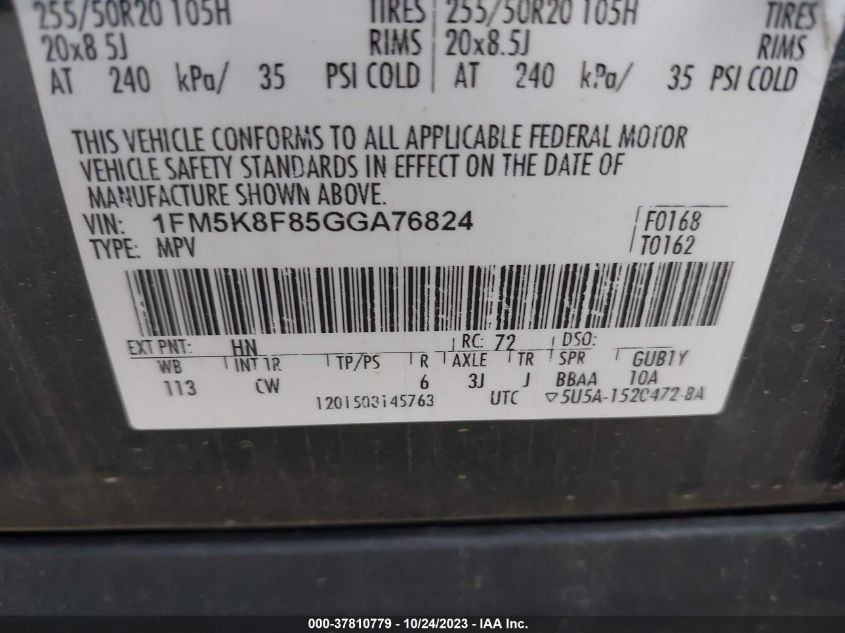 255/50R20 105H TIRES 255/50R20 105H TIRES
20x8.5J RIMS 20x8.5J RIMS
AT 240 kPa/ 35 PSI COLD AT 240 kPa/ 35 PSI COLD
THIS VEHICLE CONFORMS TO ALL APPLICABLE FEDERAL MOTOR
VEHICLE SAFETY STANDARDS IN EFFECT ON THE DATE OF
MANUFACTURE SHOWN ABOVE.
VIN: 1FM5K8F85GGA76824 F0168
TYPE: MPV T0162
EXT PNT: HN RC: 72 DSO:
WB INT TR TP/PS R AXLE TR SPR GUB1Y
113 CW 6 3J J BBAA 10A
1201503145763 UTC ▽5U5A-1520472-BA
000-37810779 - 10/24/2023 - IAA Inc.